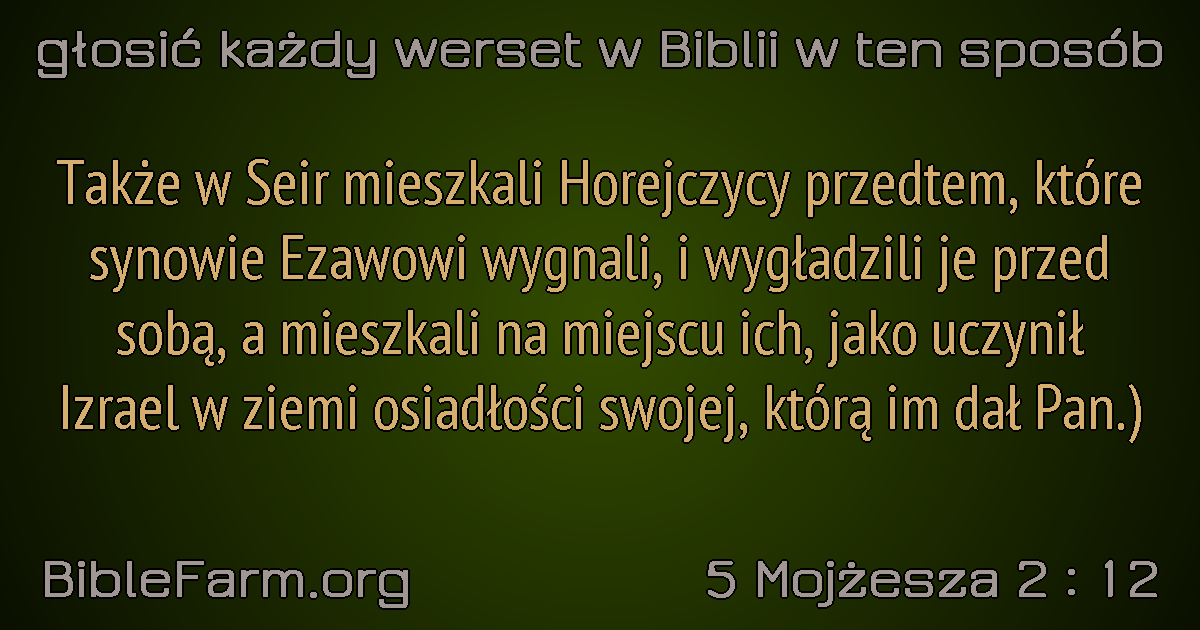 głosić każdy werset w Biblii w ten sposób
Także w Seir mieszkali Horejczycy przedtem, które
synowie Ezawowi wygnali, i wygładzili je przed
sobą, a mieszkali na miejscu ich, jako uczynił
Izrael w ziemi osiadłości swojej, którą im dał Pan.)
BibleFarm.org
5 Mojżesza 2 : 12